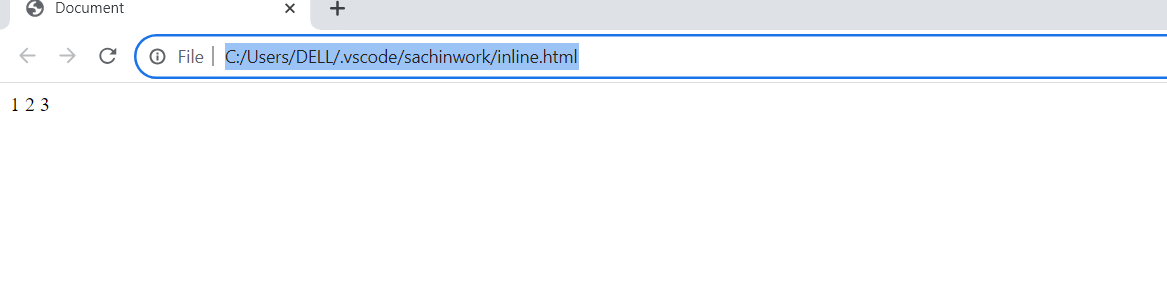 Document
File C:/Users/DELL/.vscode/sachinwork/inline.html
1 2 3